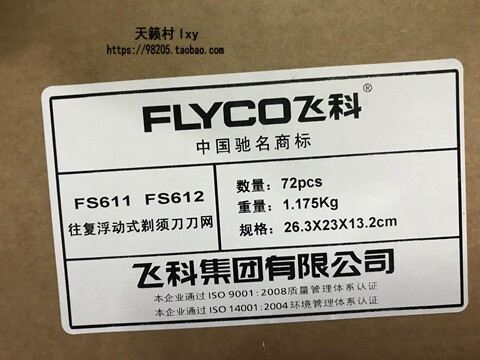 天籁村 lxy
https://98205.taobao.com
FLYCO飞科®
中国驰名商标
FS611 FS612
往复浮动式剃须刀刀网
数量：72pcs
重量：1.175Kg
规格：26.3X23X13.2cm
飞科集团有限公司
本企业通过 ISO 9001:2008质量管理体系认证
本企业通过 ISO 14001:2004环境管理体系认证